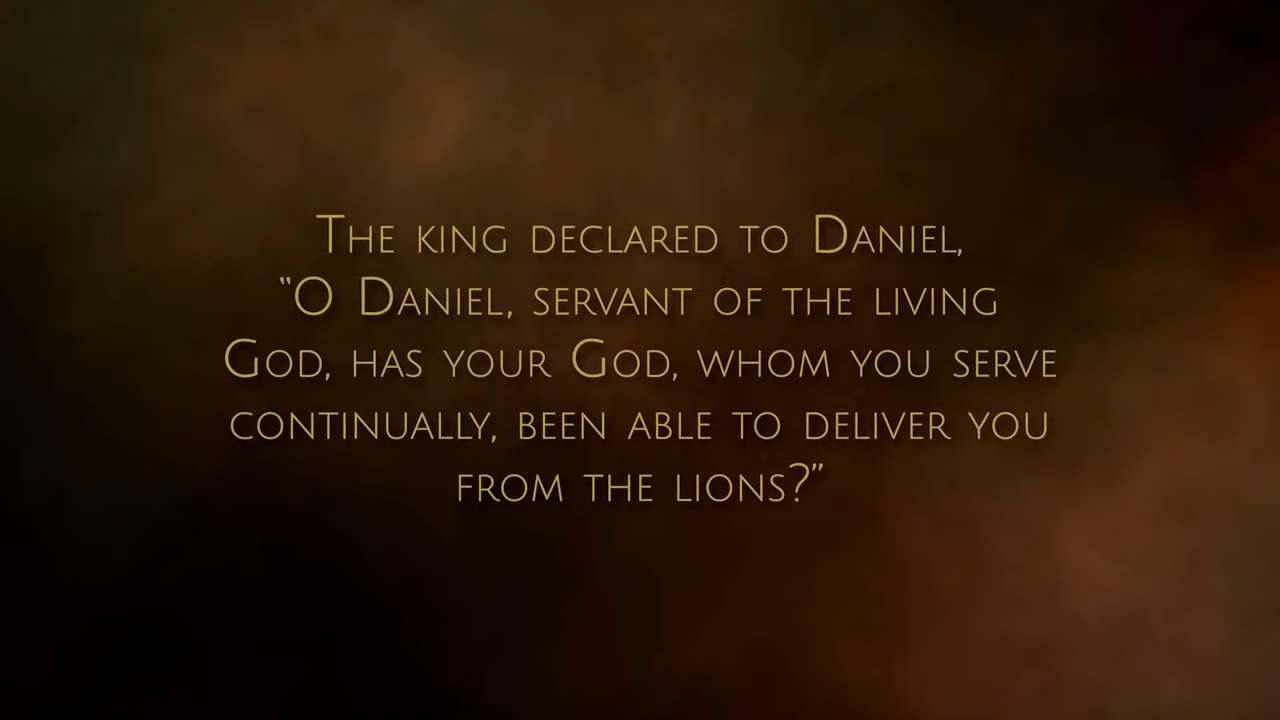 The king declared to Daniel,
“O Daniel, servant of the living
God, has your God, whom you serve
continually, been able to deliver you
from the lions?”